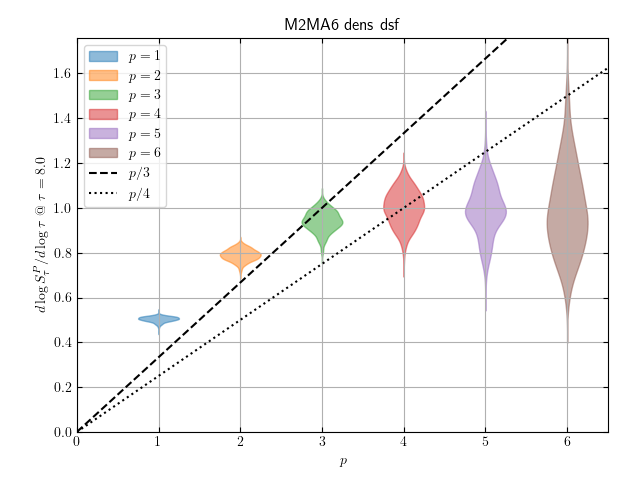 M2MA6 dens dsf
p = 1
p = 2
p = 3
p = 4
p = 5
p = 6
p/3
p/4
d log S_τ^P / d log τ @ τ = 8.0
1.6
1.4
1.2
1.0
0.8
0.6
0.4
0.2
0.0
0 1 2 3 4 5 6
p